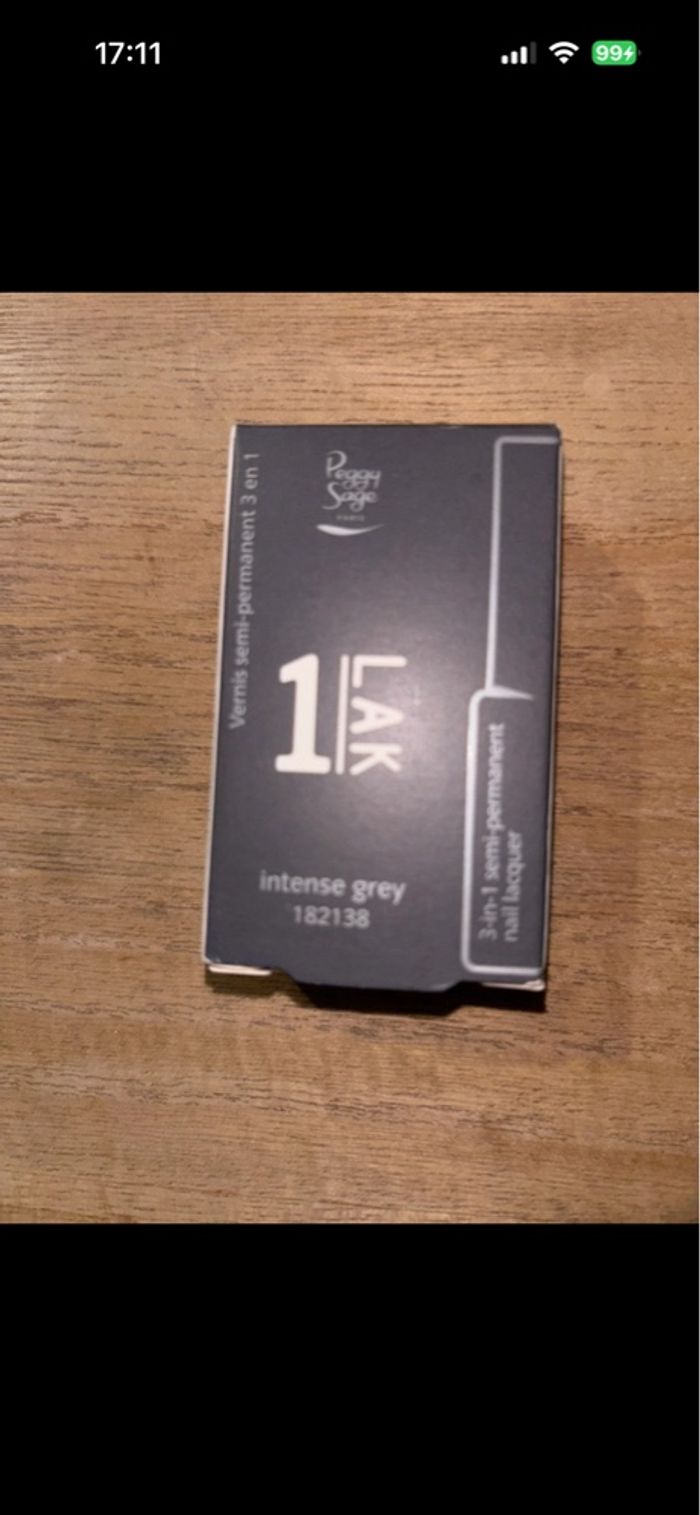 17:11
99
Peggy
Sage
PARIS
Vernis semi-permanent 3 en 1
1
LAK
intense grey
182138
3-in-1 semi-permanent
nail lacquer